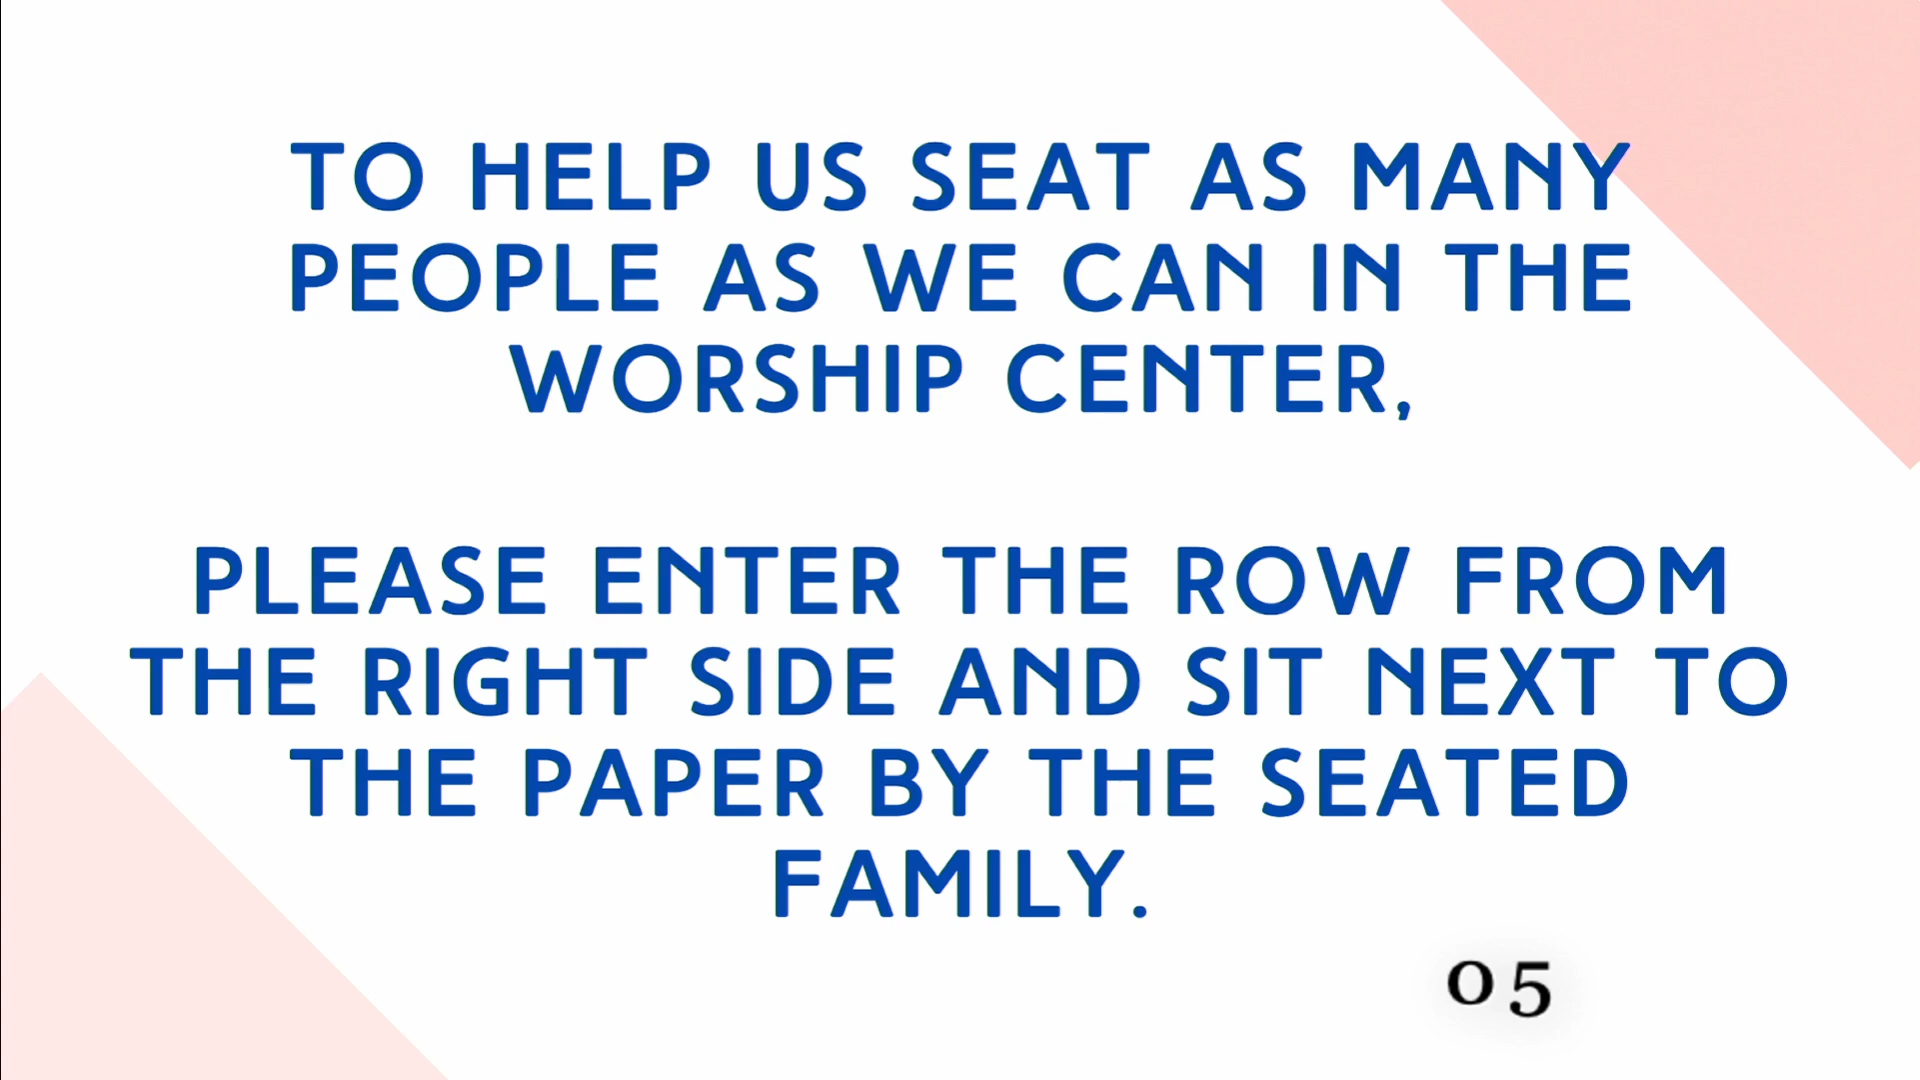 TO HELP US SEAT AS MANY
PEOPLE AS WE CAN IN THE
WORSHIP CENTER,
PLEASE ENTER THE ROW FROM
THE RIGHT SIDE AND SIT NEXT TO
THE PAPER BY THE SEATED
FAMILY.
05